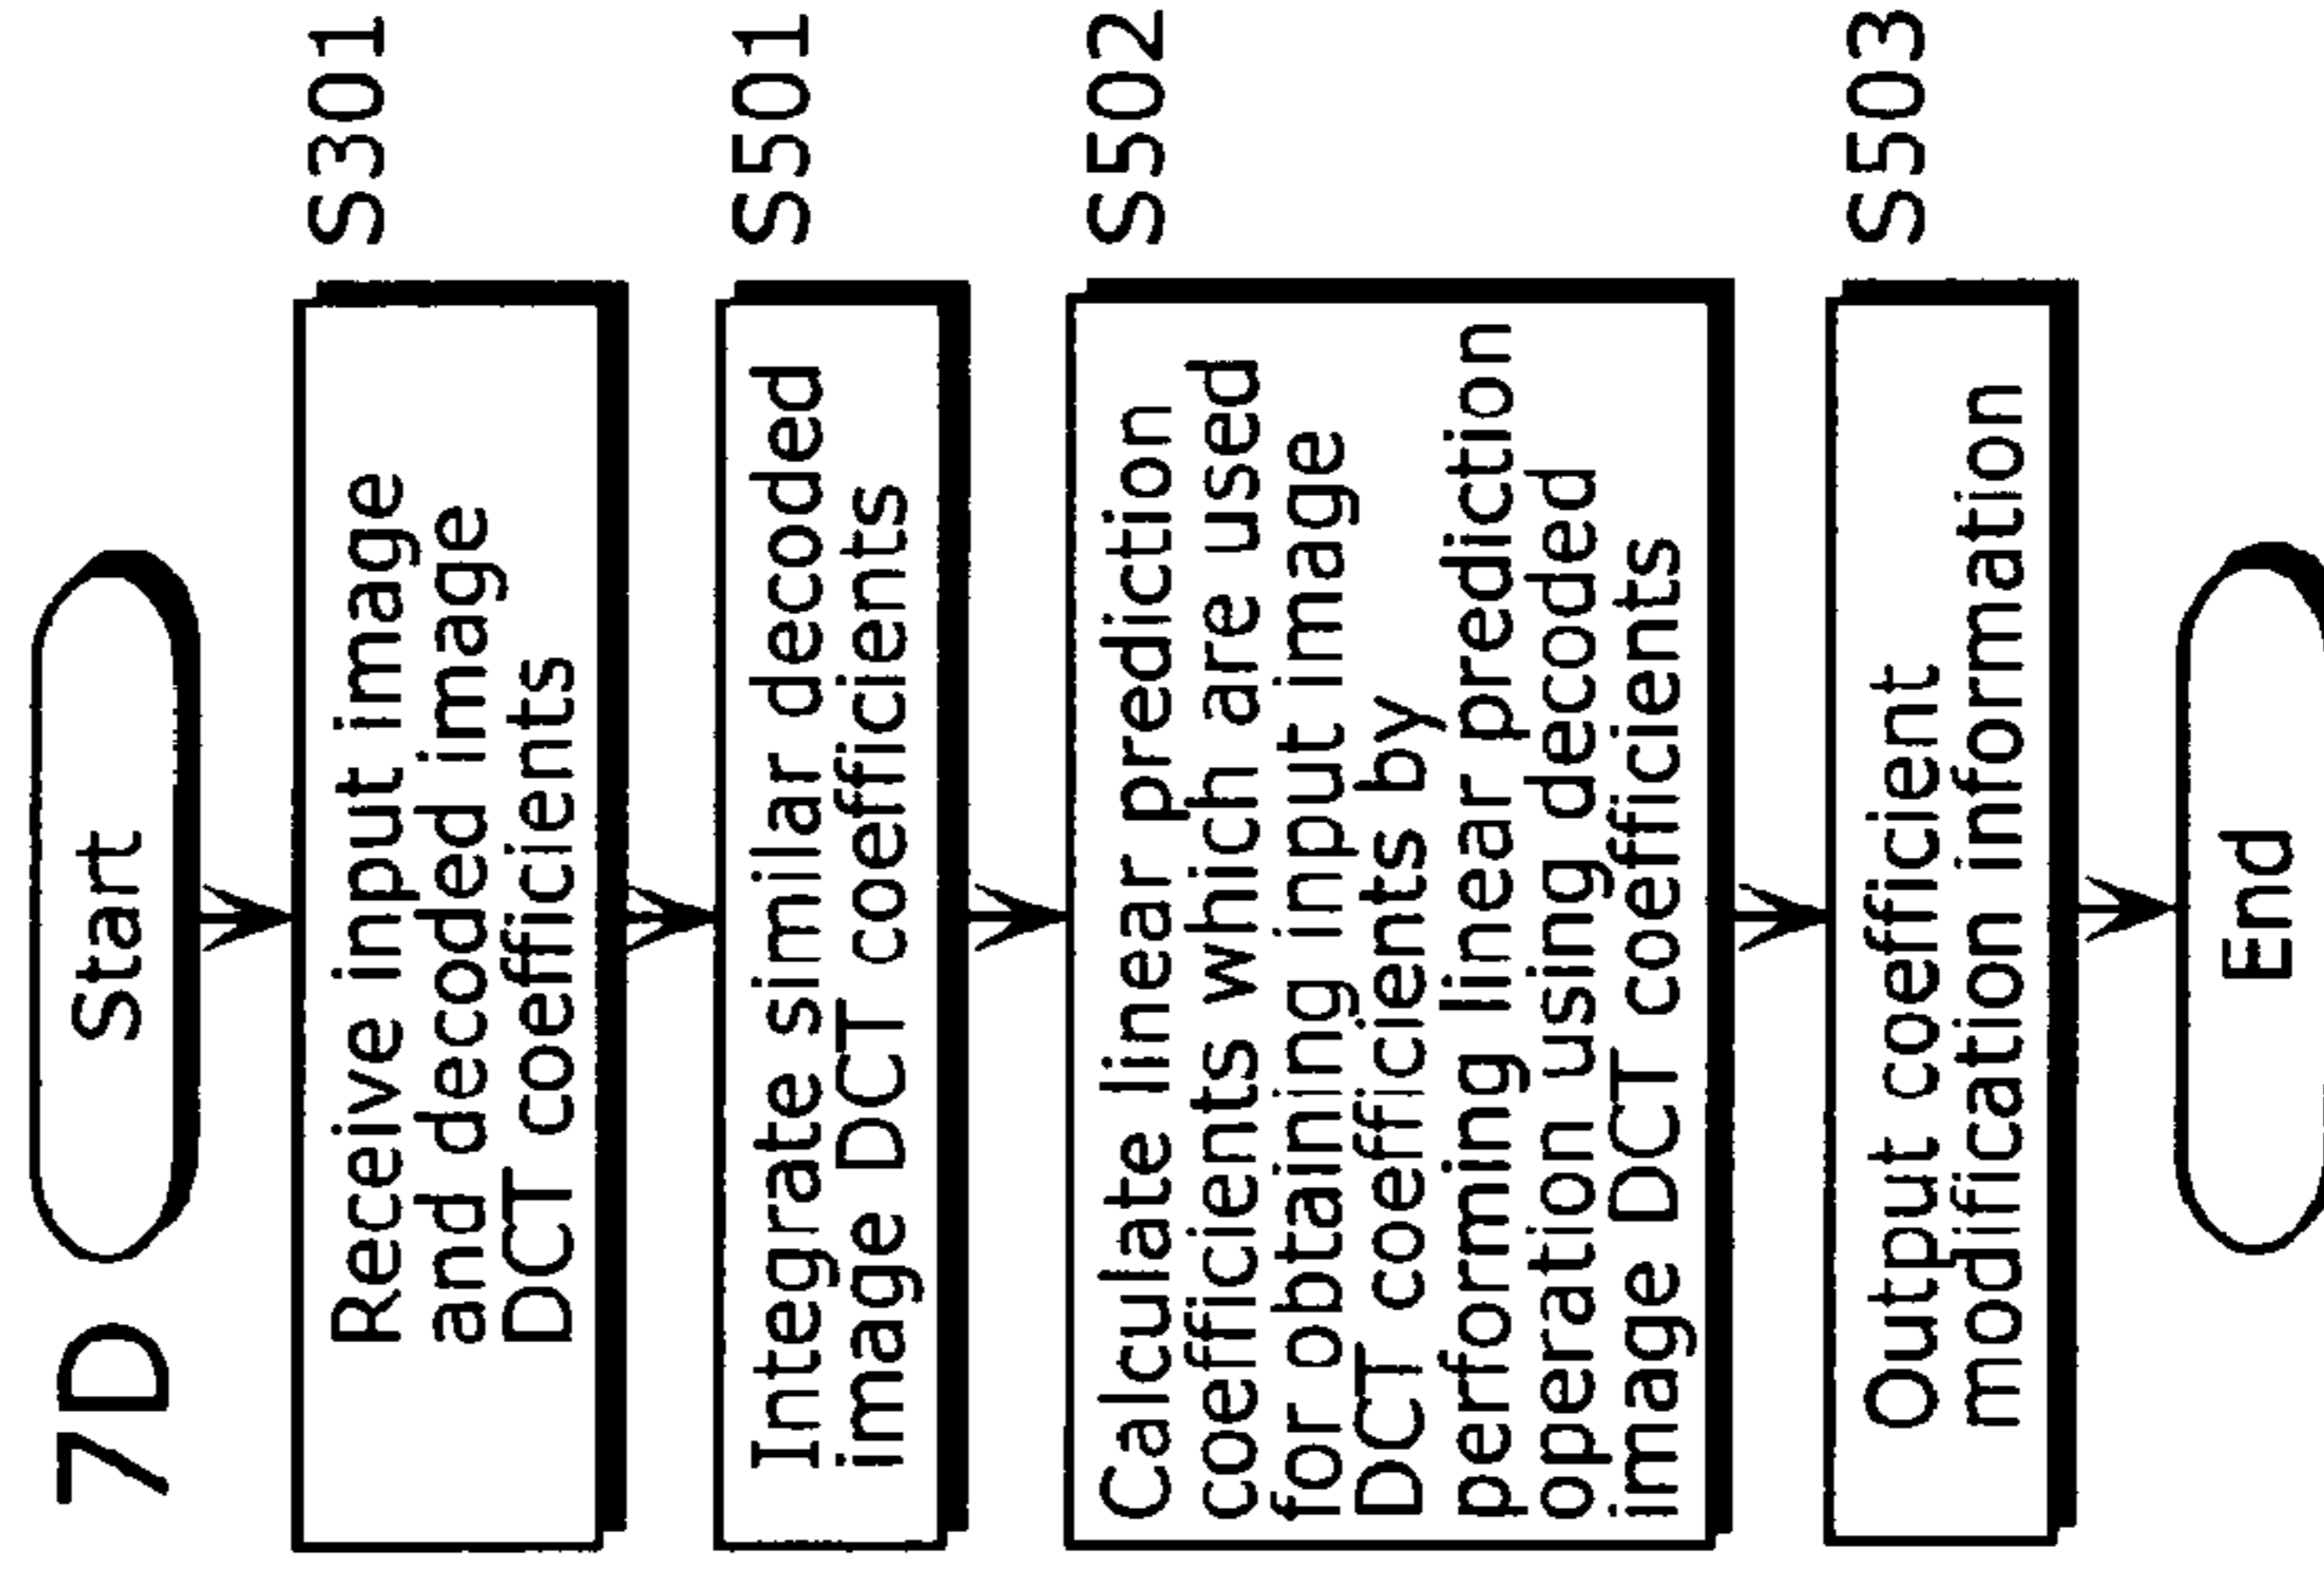 7D
Start
S301
Receive input image
and decoded image
DCT coefficients
S501
Integrate similar decoded
image DCT coefficients
S502
Calculate linear prediction
coefficients which are used
for obtaining input image
DCT coefficients by
performing linear prediction
operation using decoded
image DCT coefficients
S503
Output coefficient
modification information
End